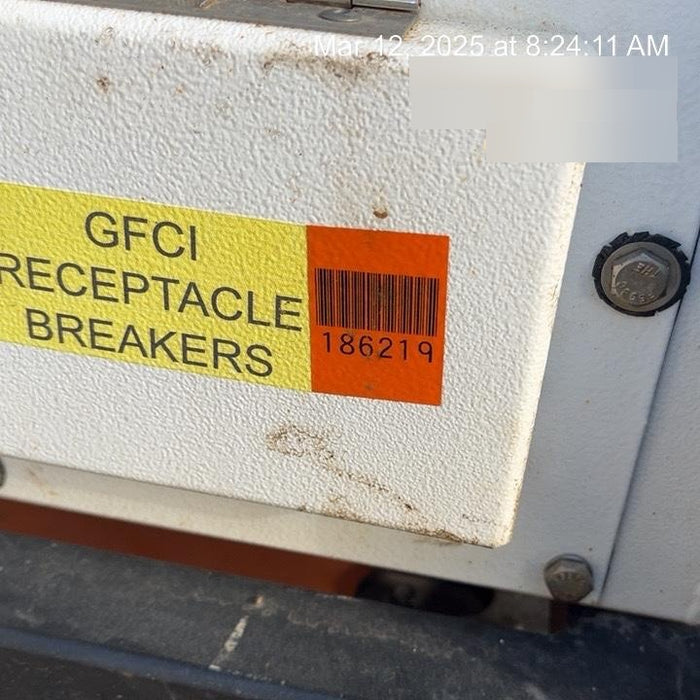 Mar 12, 2025 at 8:24:11 AM
GFCI
RECEPTACLE
BREAKERS
186219